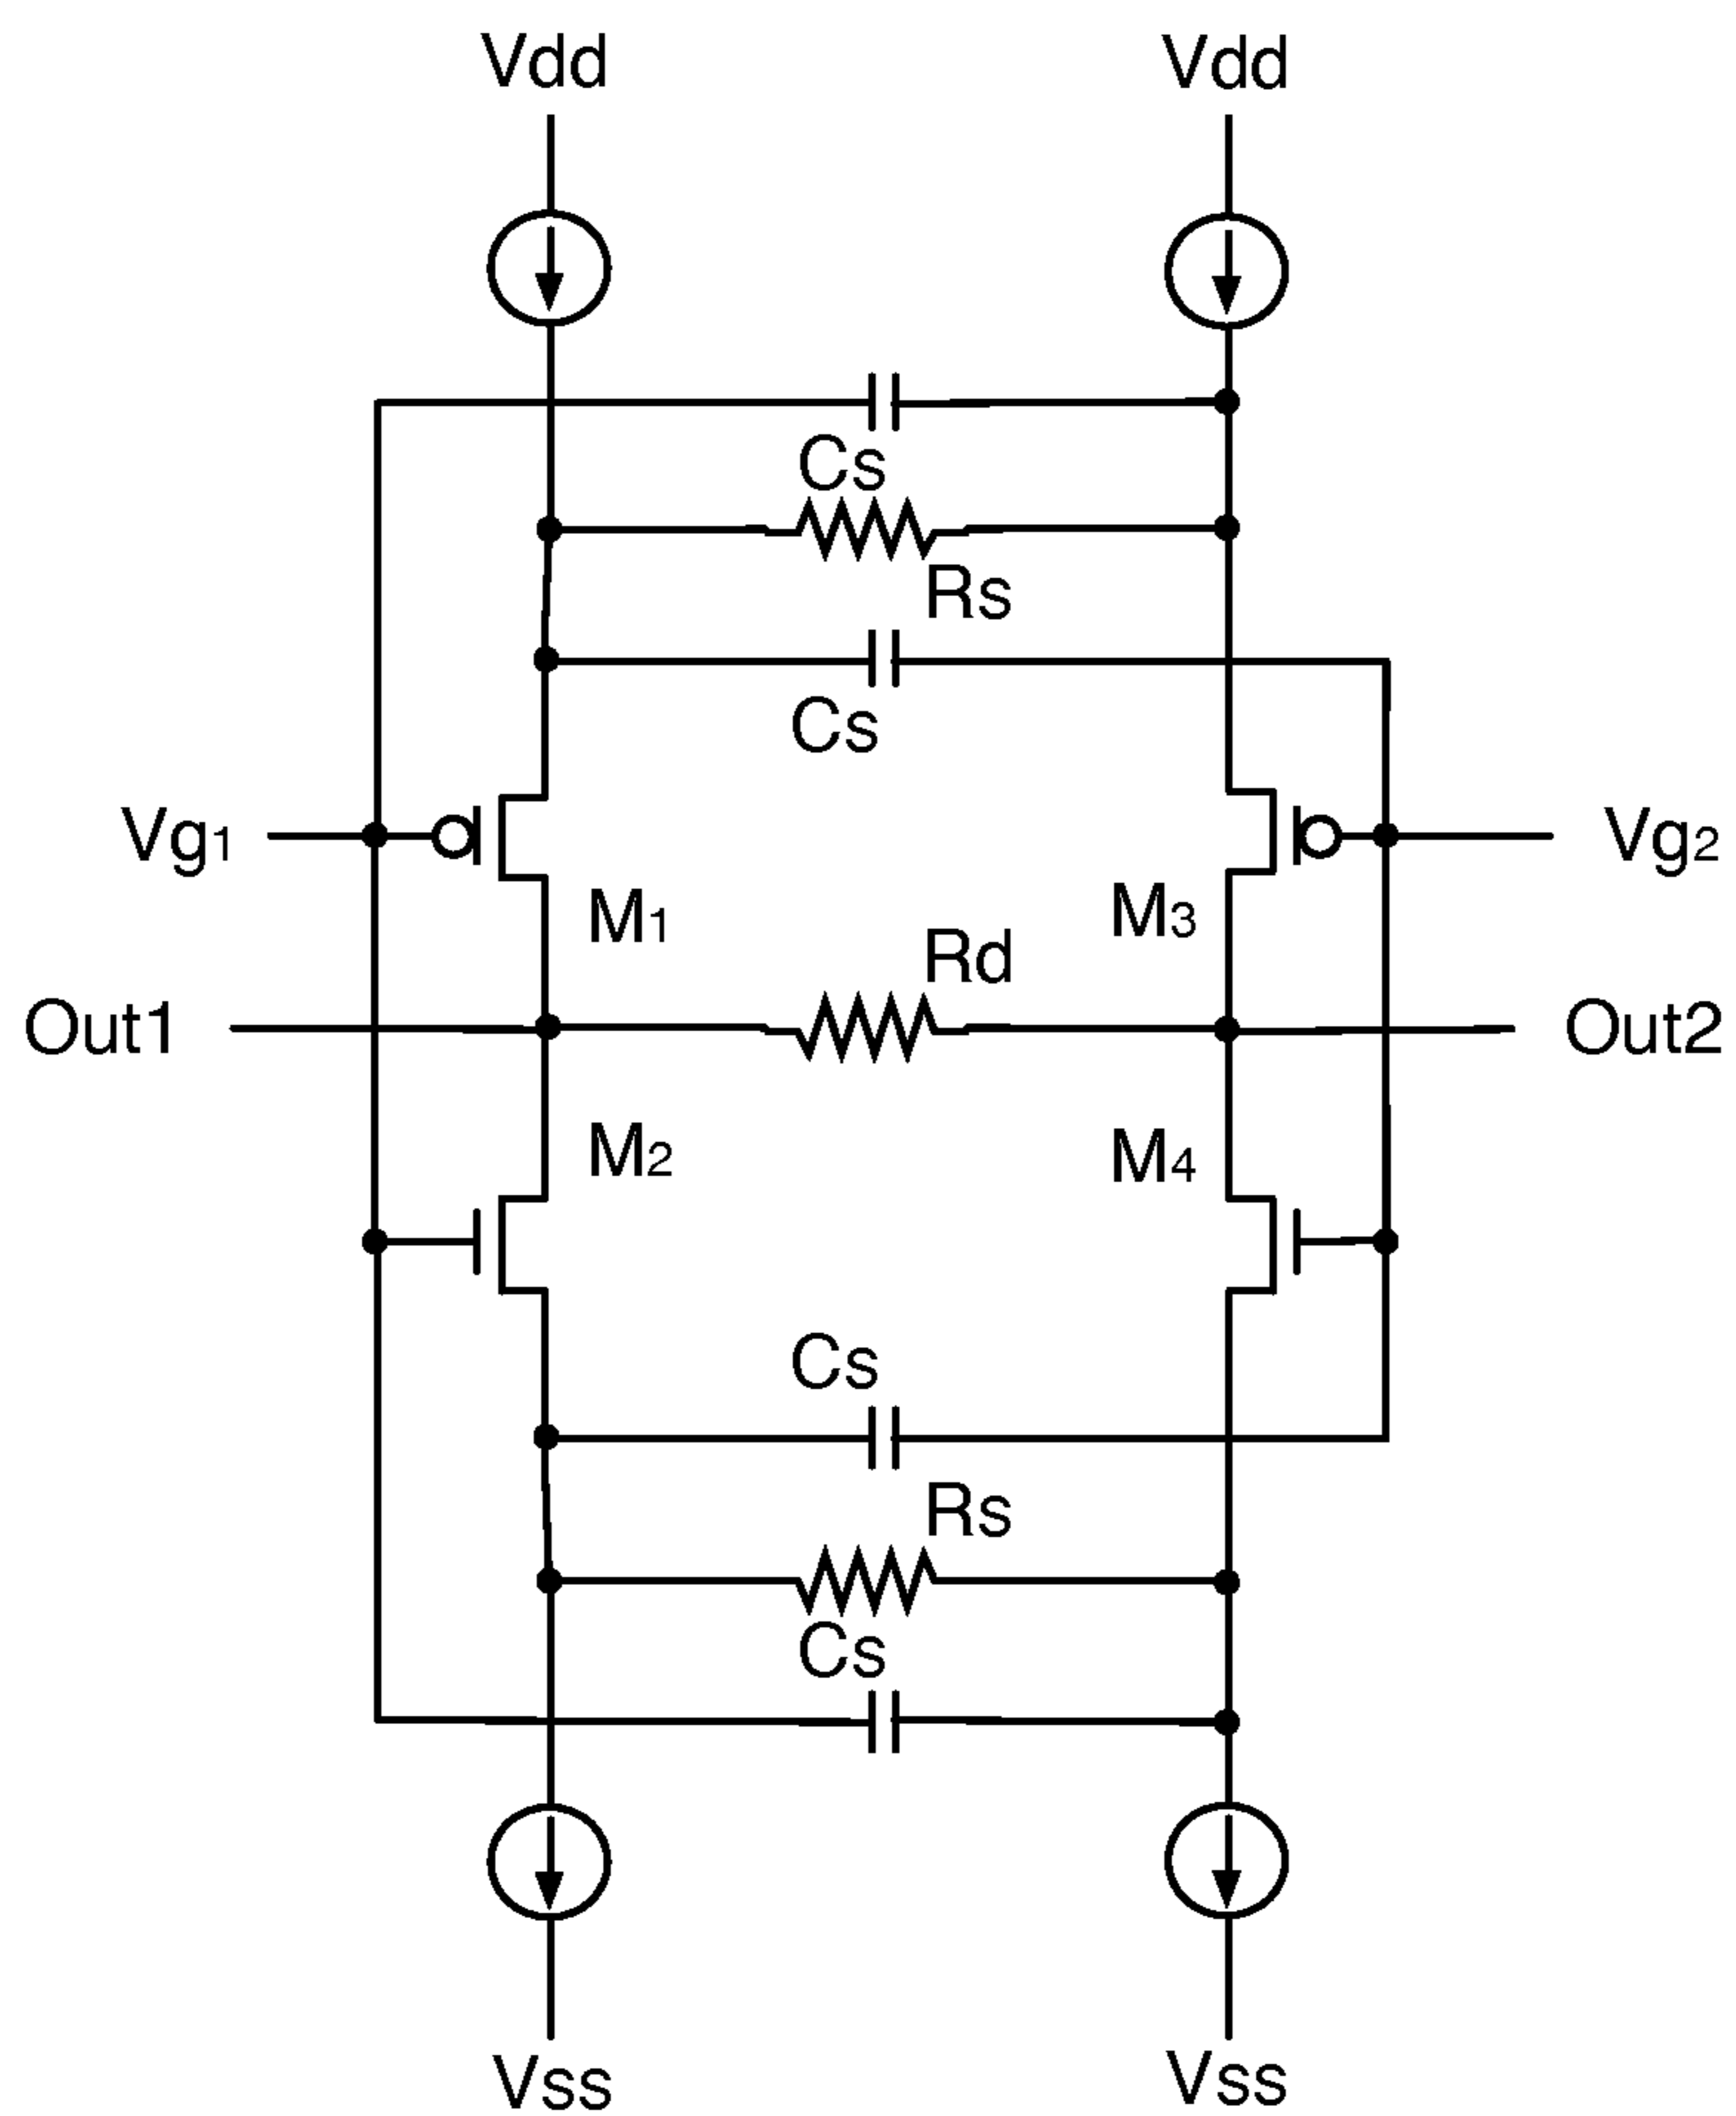 Vdd Vdd
Cs
Rs
Cs
Vg1 Vg2
M1 M3
Rd
Out1 Out2
M2 M4
Cs
Rs
Cs
Vss Vss